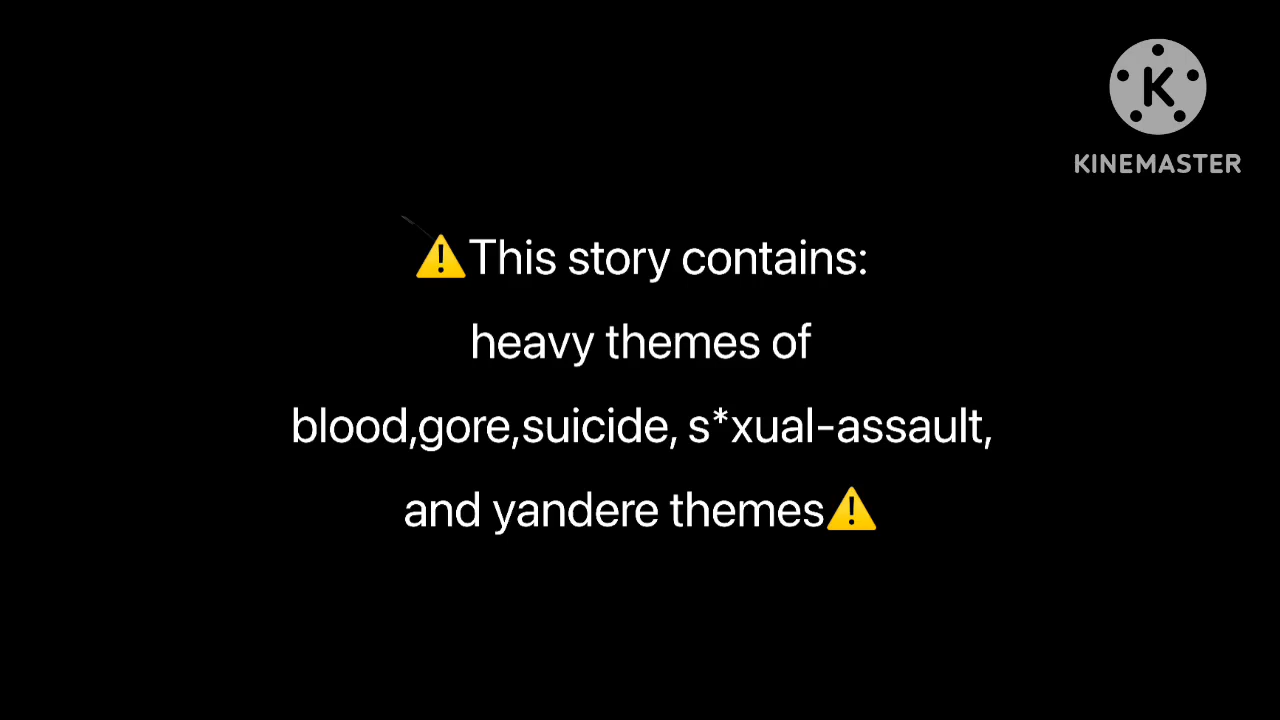 K
KINEMASTER
⚠️This story contains:
heavy themes of
blood,gore,suicide, s*xual-assault,
and yandere themes⚠️